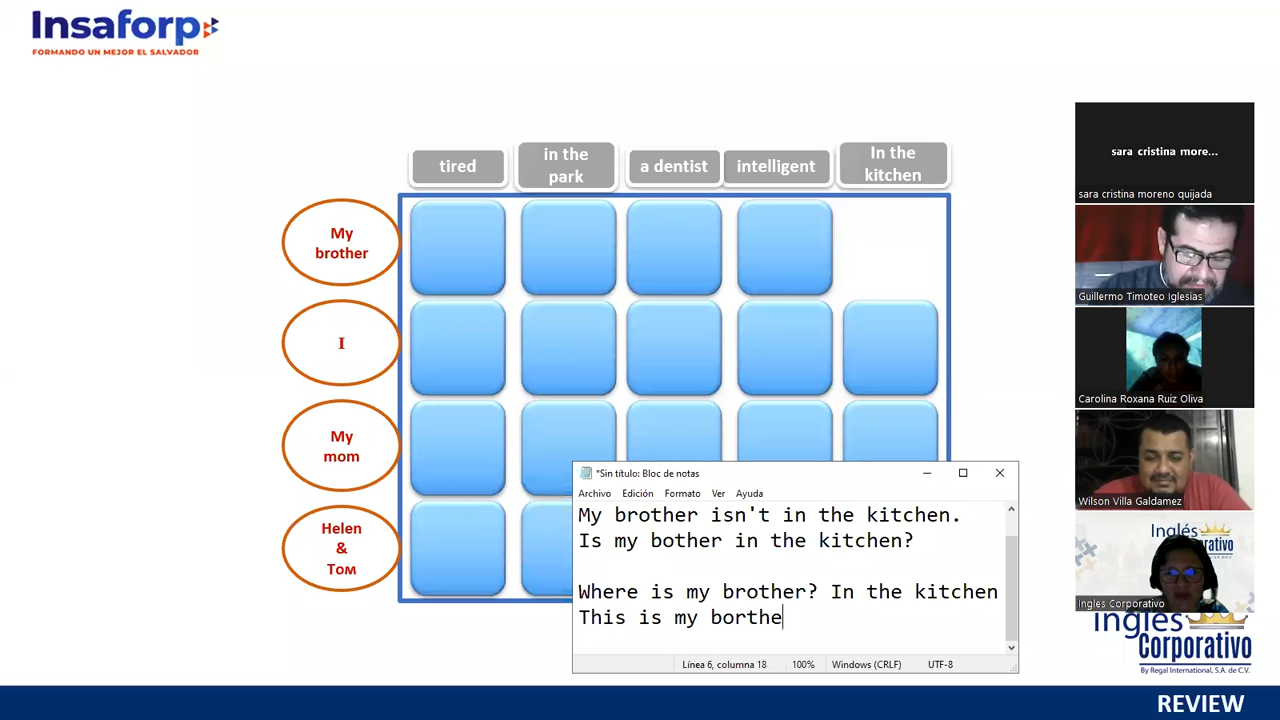 Insaforp
FORMANDO UN MEJOR EL SALVADOR
tired
in the
park
a dentist
intelligent
In the
kitchen
My
brother
I
My
mom
Helen
&
Tom
*Sin título: Bloc de notas
Archivo Edición Formato Ver Ayuda
My brother isn't in the kitchen.
Is my bother in the kitchen?
Where is my brother? In the kitchen
This is my borthe
Línea 6, columna 18 100% Windows (CRLF) UTF-8
sara cristina more...
sara cristina moreno quijada
Guillermo Timoteo Iglesias
Carolina Roxana Ruiz Oliva
Wilson Villa Galdamez
Inglés
Ingles Corporativo
Inglés
Corporativo
By Regal International, S.A. de C.V.
REVIEW